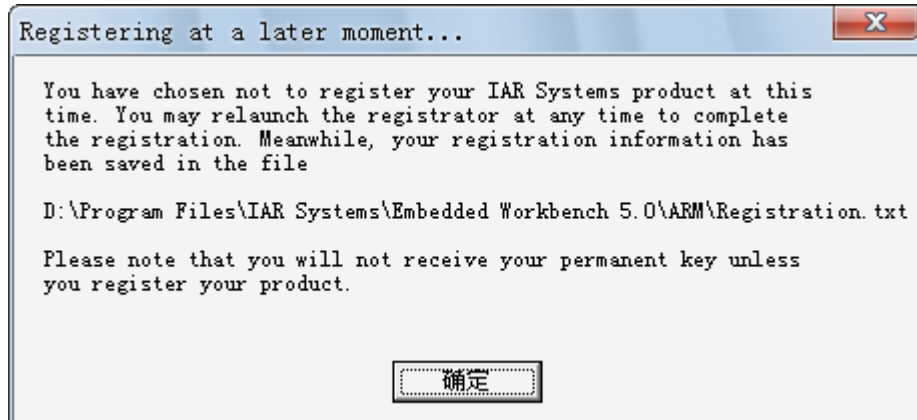 Registering at a later moment...
You have chosen not to register your IAR Systems product at this
time. You may relaunch the registrator at any time to complete
the registration. Meanwhile, your registration information has
been saved in the file
D:\Program Files\IAR Systems\Embedded Workbench 5.0\ARM\Registration.txt
Please note that you will not receive your permanent key unless
you register your product.
确定